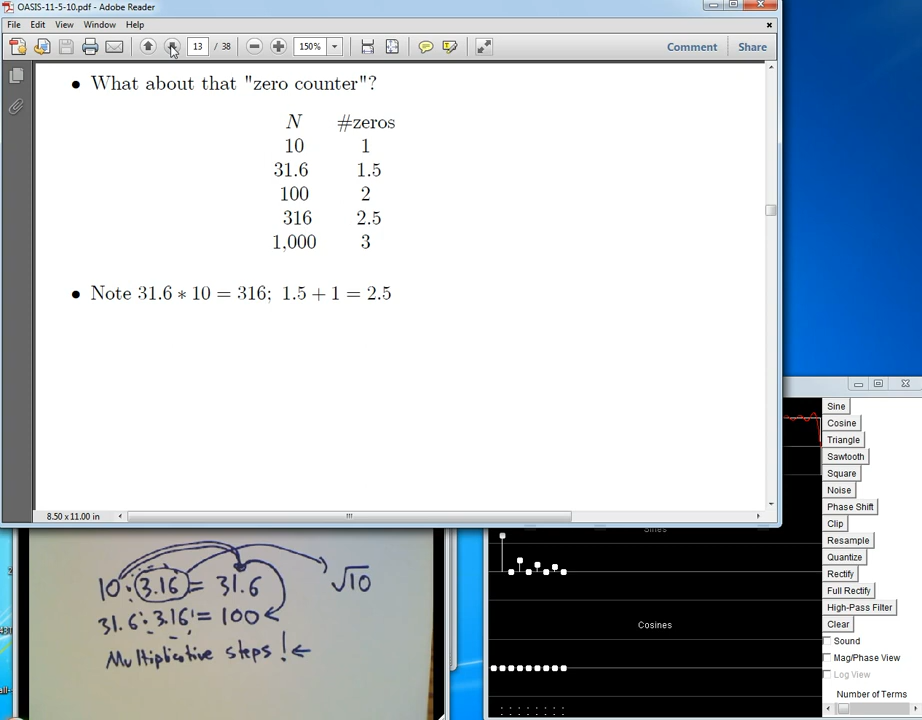 OASIS-11-5-10.pdf - Adobe Reader
File Edit View Window Help
13 / 38 150% Comment Share
• What about that "zero counter"?
N #zeros
10 1
31.6 1.5
100 2
316 2.5
1,000 3
• Note 31.6 ∗ 10 = 316; 1.5 + 1 = 2.5
8.50 x 11.00 in
10 · 3.16 = 31.6 √10
31.6 · 3.16 = 100 ←
Multiplicative steps ! ←
Sines
Cosines
Sine
Cosine
Triangle
Sawtooth
Square
Noise
Phase Shift
Clip
Resample
Quantize
Rectify
Full Rectify
High-Pass Filter
Clear
Sound
Mag/Phase View
Log View
Number of Terms